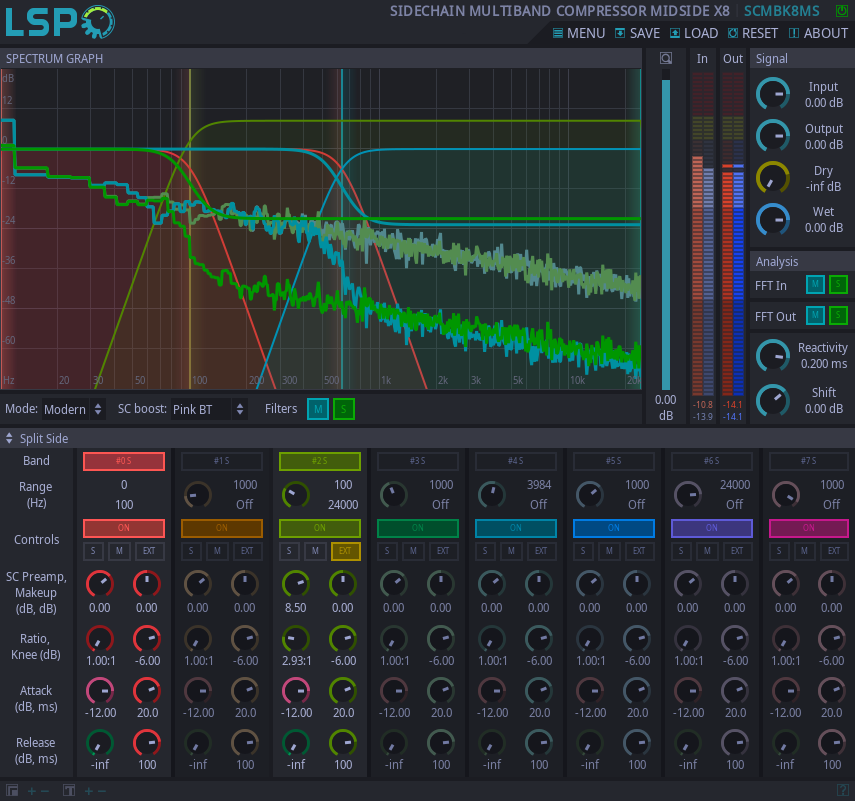 LSP
SIDECHAIN MULTIBAND COMPRESSOR MIDSIDE X8 SCMBK8MS
MENU SAVE LOAD RESET ABOUT
SPECTRUM GRAPH
dB
12
0
-12
-24
-36
-48
-60
Hz 20 30 50 100 200 300 500 1k 2k 3k 5k 10k 20k
0.00
dB
In Out
-10.8 -14.1
-13.9 -14.1
Signal
Input
0.00 dB
Output
0.00 dB
Dry
-inf dB
Wet
0.00 dB
Analysis
FFT In M S
FFT Out M S
Reactivity
0.200 ms
Shift
0.00 dB
Mode: Modern SC boost: Pink BT Filters M S
Split Side
Band #0 S #1 S #2 S #3 S #4 S #5 S #6 S #7 S
Range 0 1000 100 1000 3984 1000 24000 1000
(Hz) 100 Off 24000 Off Off Off Off Off
Controls ON ON ON ON ON ON ON ON
S M EXT S M EXT S M EXT S M EXT S M EXT S M EXT S M EXT S M EXT
SC Preamp,
Makeup
(dB, dB) 0.00 0.00 0.00 0.00 8.50 0.00 0.00 0.00 0.00 0.00 0.00 0.00 0.00 0.00 0.00 0.00
Ratio,
Knee (dB) 1.00:1 -6.00 1.00:1 -6.00 2.93:1 -6.00 1.00:1 -6.00 1.00:1 -6.00 1.00:1 -6.00 1.00:1 -6.00 1.00:1 -6.00
Attack
(dB, ms) -12.00 20.0 -12.00 20.0 -12.00 20.0 -12.00 20.0 -12.00 20.0 -12.00 20.0 -12.00 20.0 -12.00 20.0
Release
(dB, ms) -inf 100 -inf 100 -inf 100 -inf 100 -inf 100 -inf 100 -inf 100 -inf 100